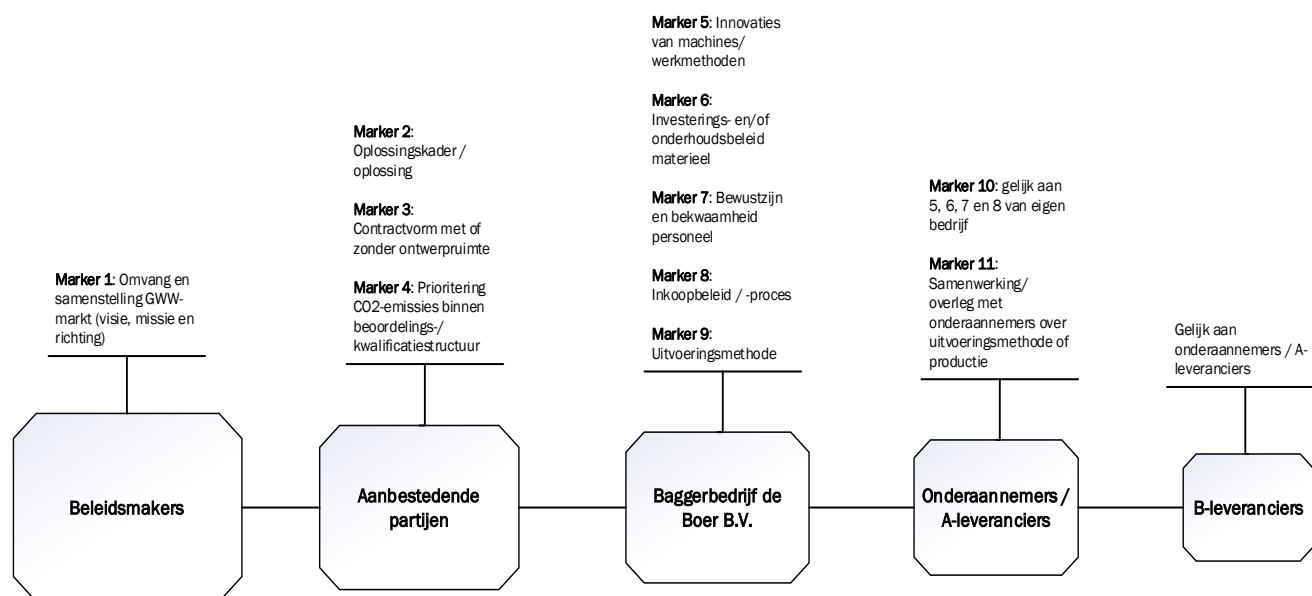 Marker 1: Omvang en
samenstelling GWW-
markt (visie, missie en
richting)
Beleidsmakers
Marker 2:
Oplossingskader /
oplossing
Marker 3:
Contractvorm met of
zonder ontwerpruimte
Marker 4: Prioritering
CO2-emissies binnen
beoordelings-/
kwalificatiestructuur
Aanbestedende
partijen
Marker 5: Innovaties
van machines/
werkmethoden
Marker 6:
Investerings- en/of
onderhoudsbeleid
materieel
Marker 7: Bewustzijn
en bekwaamheid
personeel
Marker 8:
Inkoopbeleid / -proces
Marker 9:
Uitvoeringsmethode
Baggerbedrijf de
Boer B.V.
Marker 10: gelijk aan
5, 6, 7 en 8 van eigen
bedrijf
Marker 11:
Samenwerking/
overleg met
onderaannemers over
uitvoeringsmethode of
productie
Onderaannemers /
A-leveranciers
Gelijk aan
onderaannemers / A-
leveranciers
B-leveranciers